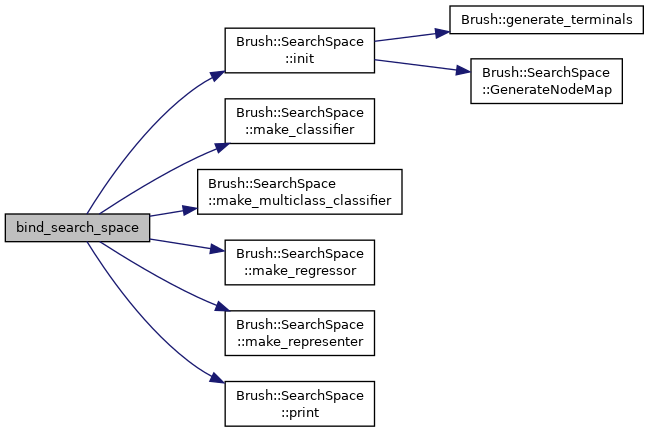 bind_search_space
Brush::SearchSpace
::init
Brush::generate_terminals
Brush::SearchSpace
::GenerateNodeMap
Brush::SearchSpace
::make_classifier
Brush::SearchSpace
::make_multiclass_classifier
Brush::SearchSpace
::make_regressor
Brush::SearchSpace
::make_representer
Brush::SearchSpace
::print